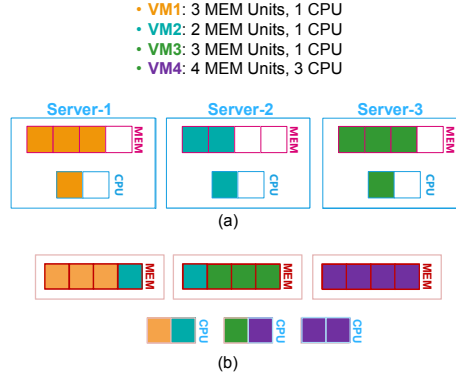 • VM1: 3 MEM Units, 1 CPU
• VM2: 2 MEM Units, 1 CPU
• VM3: 3 MEM Units, 1 CPU
• VM4: 4 MEM Units, 3 CPU
Server-1 Server-2 Server-3
MEM MEM MEM
CPU CPU CPU
(a)
MEM MEM MEM
CPU CPU CPU
(b)